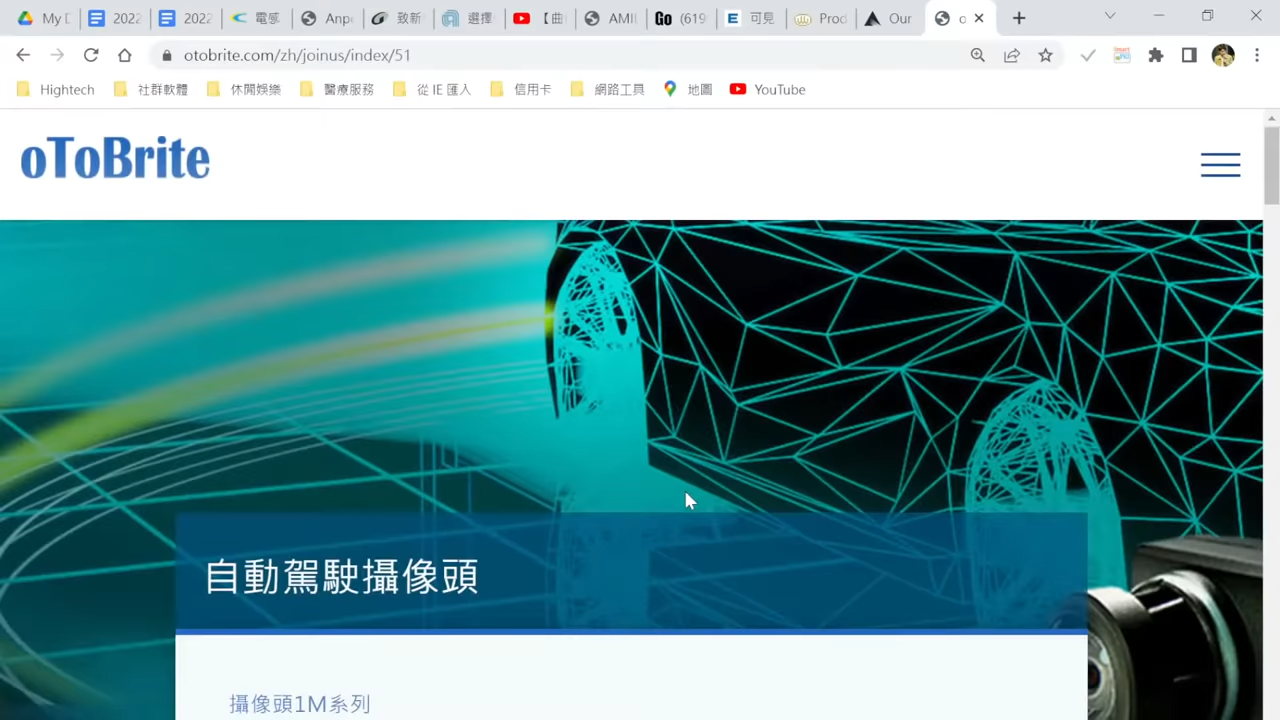 My D
2022
2022
電感
Anpe
致新
選擇
【曲
AMI
Go (619
E 可見
Prod
Our
o
otobrite.com/zh/joinus/index/51
Hightech
社群軟體
休閒娛樂
醫療服務
從 IE 匯入
信用卡
網路工具
地圖
YouTube
oToBrite
自動駕駛攝像頭
攝像頭1M系列